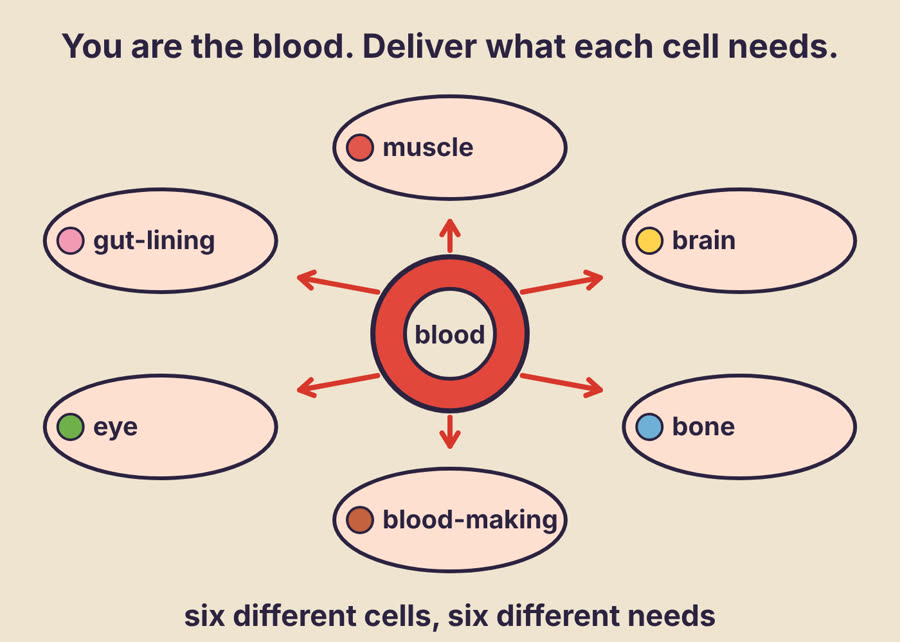 You are the blood. Deliver what each cell needs.
muscle
gut-lining
brain
blood
eye
bone
blood-making
six different cells, six different needs